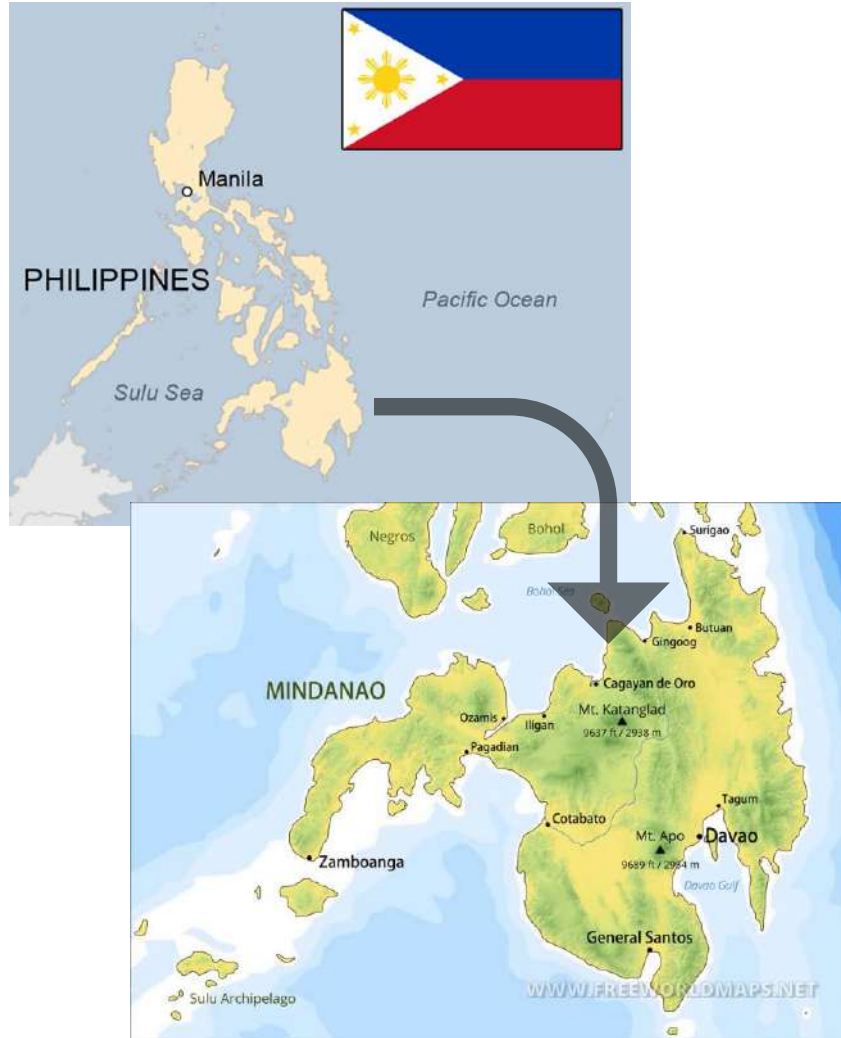 Manila
PHILIPPINES
Pacific Ocean
Sulu Sea
Surigao
Negros
Bohol
Bohol Sea
Butuan
Gingoog
Cagayan de Oro
MINDANAO
Mt. Katanglad
Ozamis
Iligan
9637 ft / 2938 m
Pagadian
Tagum
Cotabato
Mt. Apo
Davao
Zamboanga
9689 ft / 2954 m
Davao Gulf
General Santos
WWW.FREEWORLDMAPS.NET
Sulu Archipelago